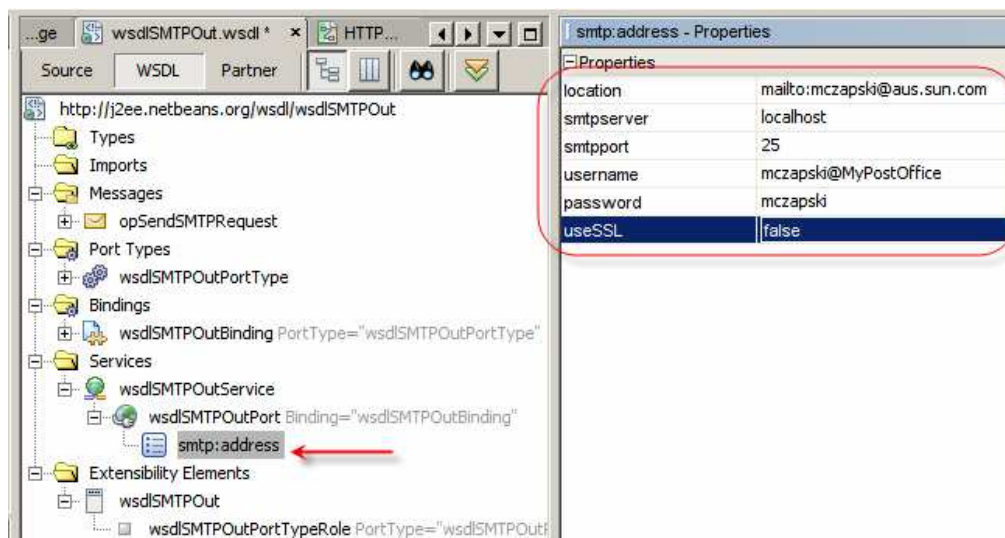 ...ge wsdlSMTPOut.wsdl * × HTTP...
Source WSDL Partner
http://j2ee.netbeans.org/wsdl/wsdlSMTPOut
Types
Imports
Messages
opSendSMTPRequest
Port Types
wsdlSMTPOutPortType
Bindings
wsdlSMTPOutBinding PortType="wsdlSMTPOutPortType"
Services
wsdlSMTPOutService
wsdlSMTPOutPort Binding="wsdlSMTPOutBinding"
smtp:address
Extensibility Elements
wsdlSMTPOut
wsdlSMTPOutPortTypeRole PortType="wsdlSMTPOutP
smtp:address - Properties
Properties
location mailto:mczapski@aus.sun.com
smtpserver localhost
smtpport 25
username mczapski@MyPostOffice
password mczapski
useSSL false